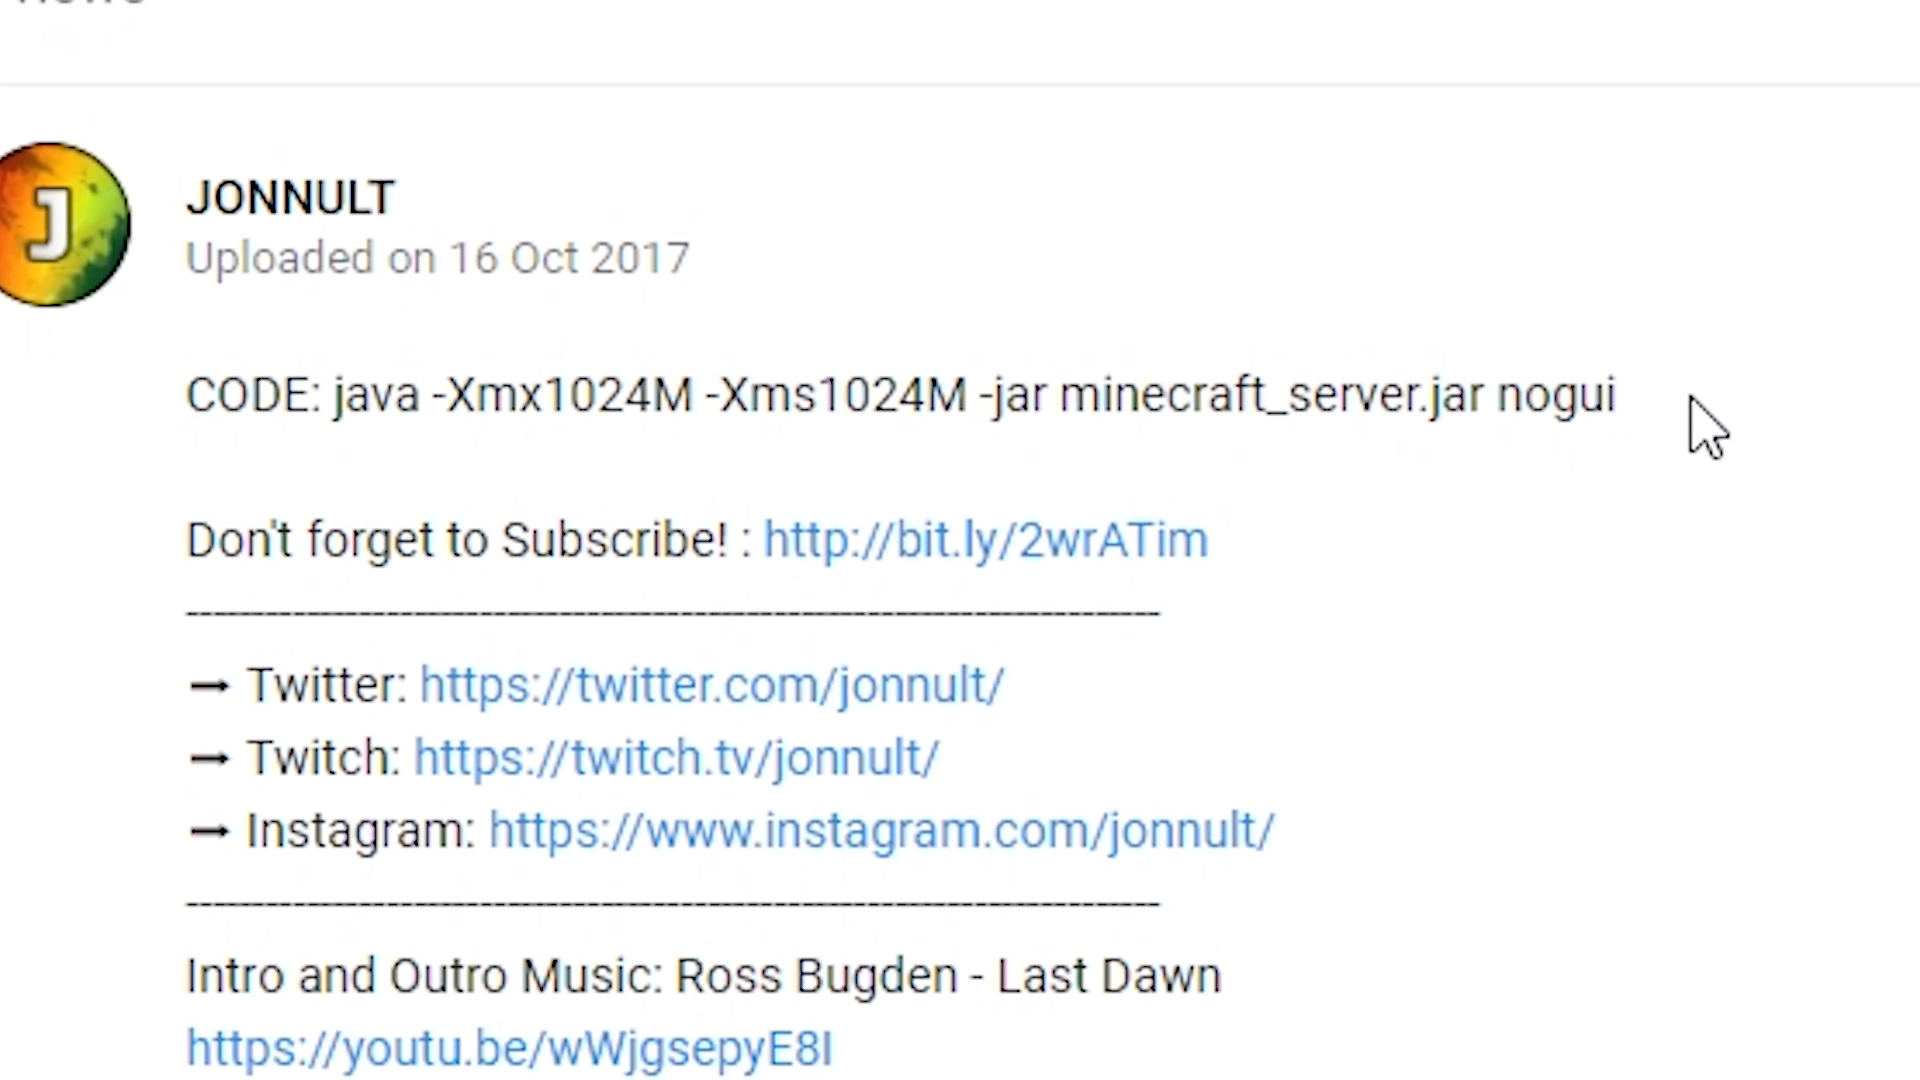 J
JONNULT
Uploaded on 16 Oct 2017
CODE: java -Xmx1024M -Xms1024M -jar minecraft_server.jar nogui
Don't forget to Subscribe! : http://bit.ly/2wrATim
→ Twitter: https://twitter.com/jonnult/
→ Twitch: https://twitch.tv/jonnult/
→ Instagram: https://www.instagram.com/jonnult/
Intro and Outro Music: Ross Bugden - Last Dawn
https://youtu.be/wWjgsepyE8I